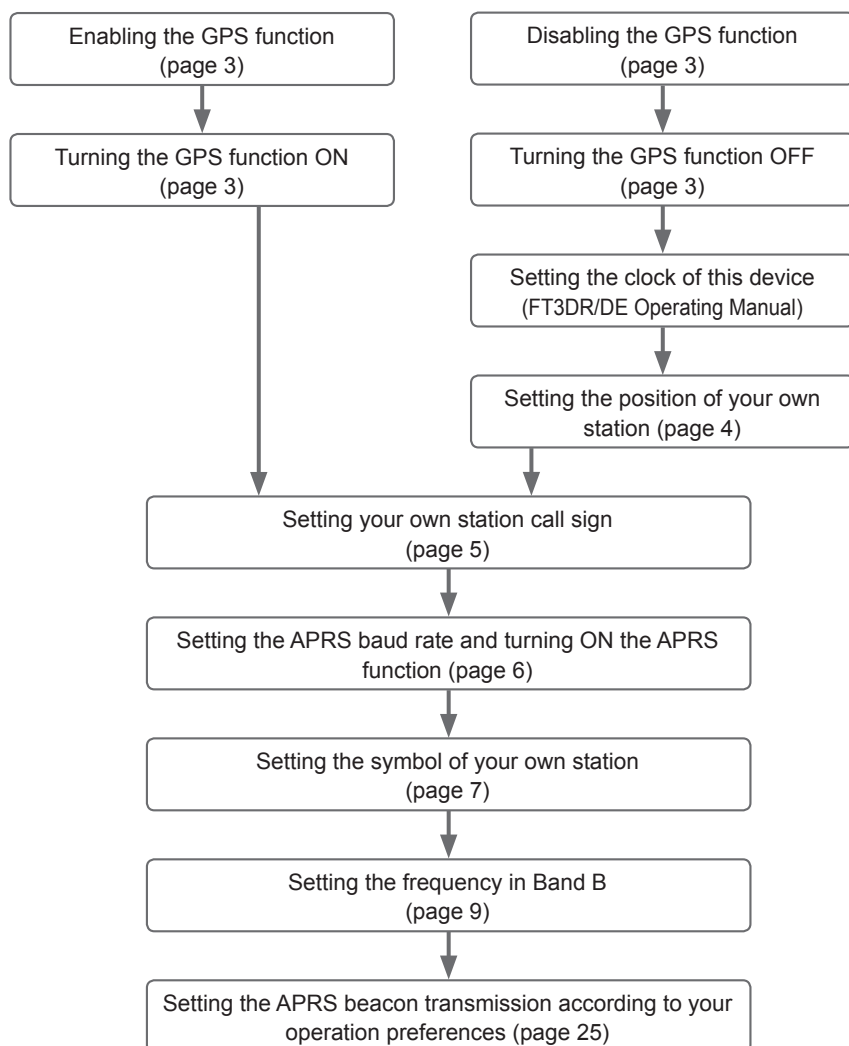 Enabling the GPS function
(page 3)
Disabling the GPS function
(page 3)
Turning the GPS function ON
(page 3)
Turning the GPS function OFF
(page 3)
Setting the clock of this device
(FT3DR/DE Operating Manual)
Setting the position of your own
station (page 4)
Setting your own station call sign
(page 5)
Setting the APRS baud rate and turning ON the APRS
function (page 6)
Setting the symbol of your own station
(page 7)
Setting the frequency in Band B
(page 9)
Setting the APRS beacon transmission according to your
operation preferences (page 25)